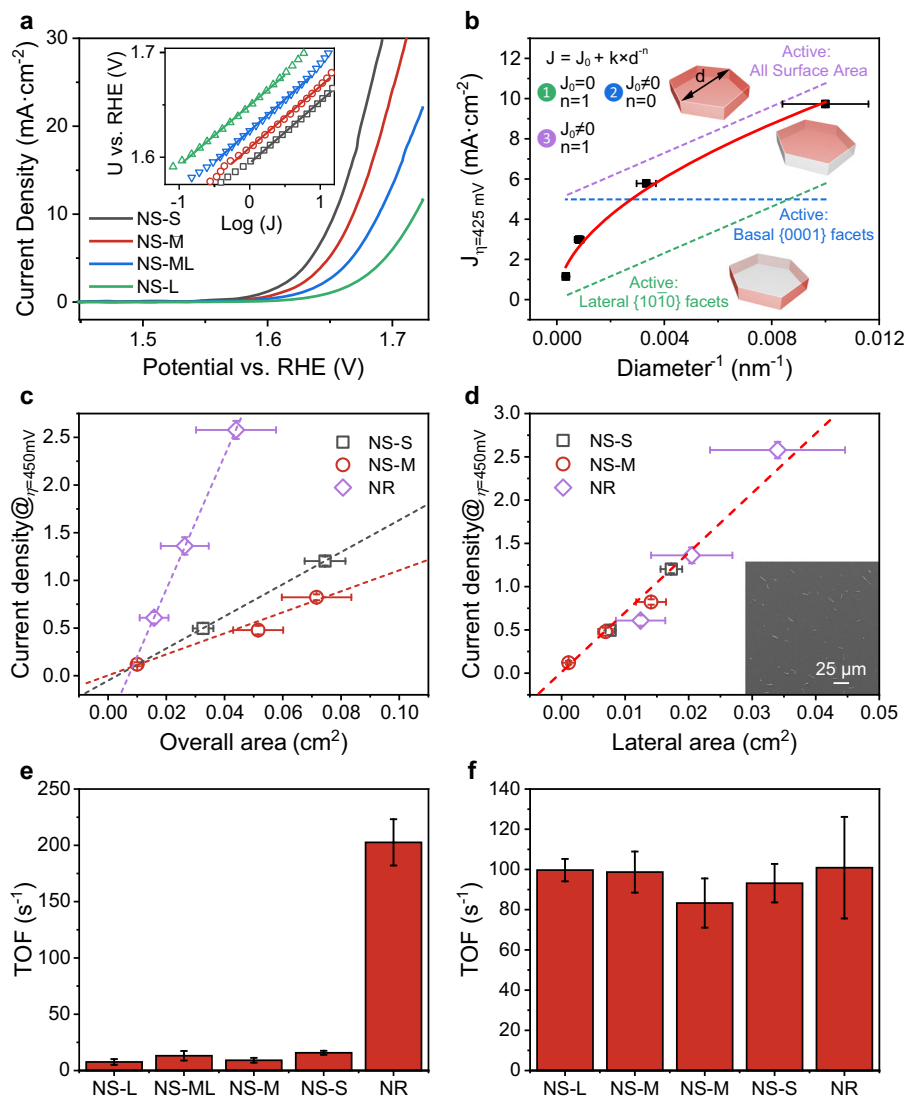 a
30
20
10
0
Current Density (mA·cm⁻²)
1.5
1.6
1.7
Potential vs. RHE (V)
NS-S
NS-M
NS-ML
NS-L
1.7
1.6
U vs. RHE (V)
-1
0
1
Log (J)
b
12
10
8
6
4
2
0
J_η=425 mV (mA·cm⁻²)
0.000
0.004
0.008
0.012
Diameter⁻¹ (nm⁻¹)
J = J₀ + k×d⁻ⁿ
1 J₀=0
n=1
2 J₀≠0
n=0
3 J₀≠0
n=1
d
Active:
All Surface Area
Active:
Basal {0001} facets
Active:
Lateral {101̄0} facets
c
2.5
2.0
1.5
1.0
0.5
0.0
Current density@η=450mV
0.00
0.02
0.04
0.06
0.08
0.10
Overall area (cm²)
NS-S
NS-M
NR
d
3.0
2.5
2.0
1.5
1.0
0.5
0.0
Current density@η=450mV
0.00
0.01
0.02
0.03
0.04
0.05
Lateral area (cm²)
NS-S
NS-M
NR
25 μm
e
250
200
150
100
50
0
TOF (s⁻¹)
NS-L
NS-ML
NS-M
NS-S
NR
f
140
120
100
80
60
40
20
0
TOF (s⁻¹)
NS-L
NS-M
NS-M
NS-S
NR